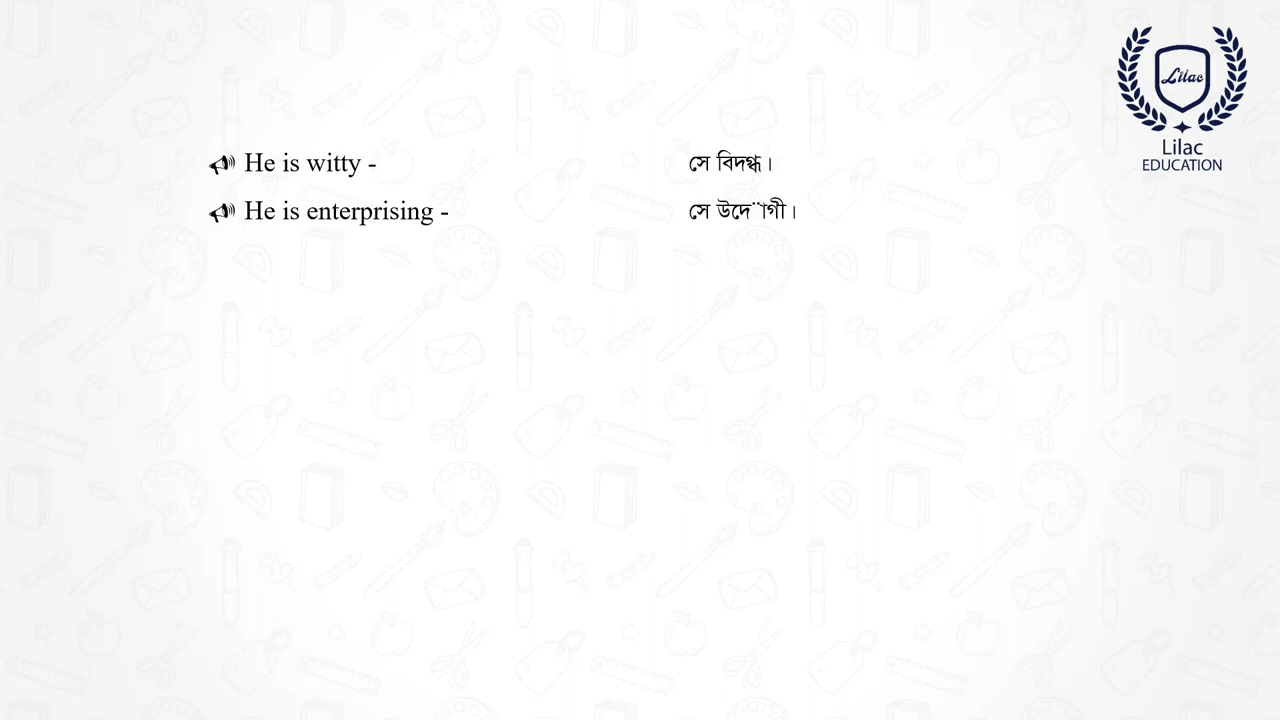 Lilac
Lilac
EDUCATION
He is witty - সে বিদগ্ধ।
He is enterprising - সে উদে¨াগী।